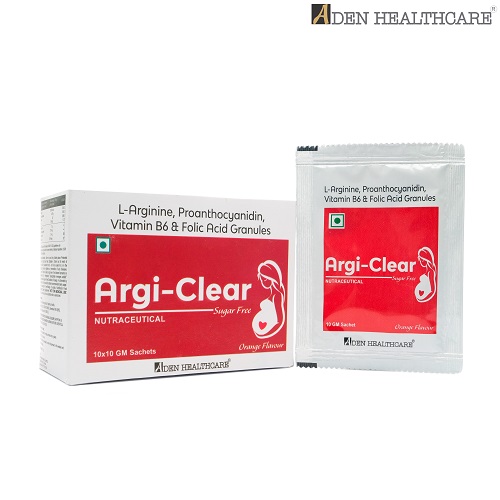 ADEN HEALTHCARE®
L-Arginine, Proanthocyanidin,
Vitamin B6 & Folic Acid Granules
Argi-Clear
Sugar Free
NUTRACEUTICAL
10x10 GM Sachets
Orange Flavour
ADEN HEALTHCARE®
L-Arginine, Proanthocyanidin,
Vitamin B6 & Folic Acid Granules
Argi-Clear
Sugar Free
NUTRACEUTICAL
10 GM Sachet
Orange Flavour
ADEN HEALTHCARE®